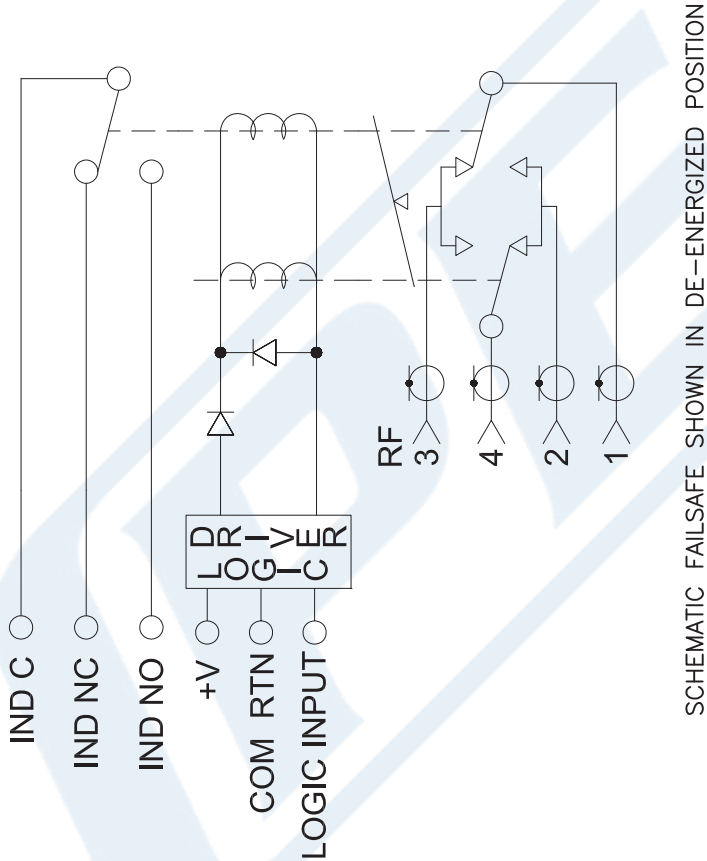 IND C
IND NC
IND NO
+V
COM RTN
LOGIC INPUT
LOGIC
DRIVER
RF
3
4
2
1
SCHEMATIC FAILSAFE SHOWN IN DE-ENERGIZED POSITION